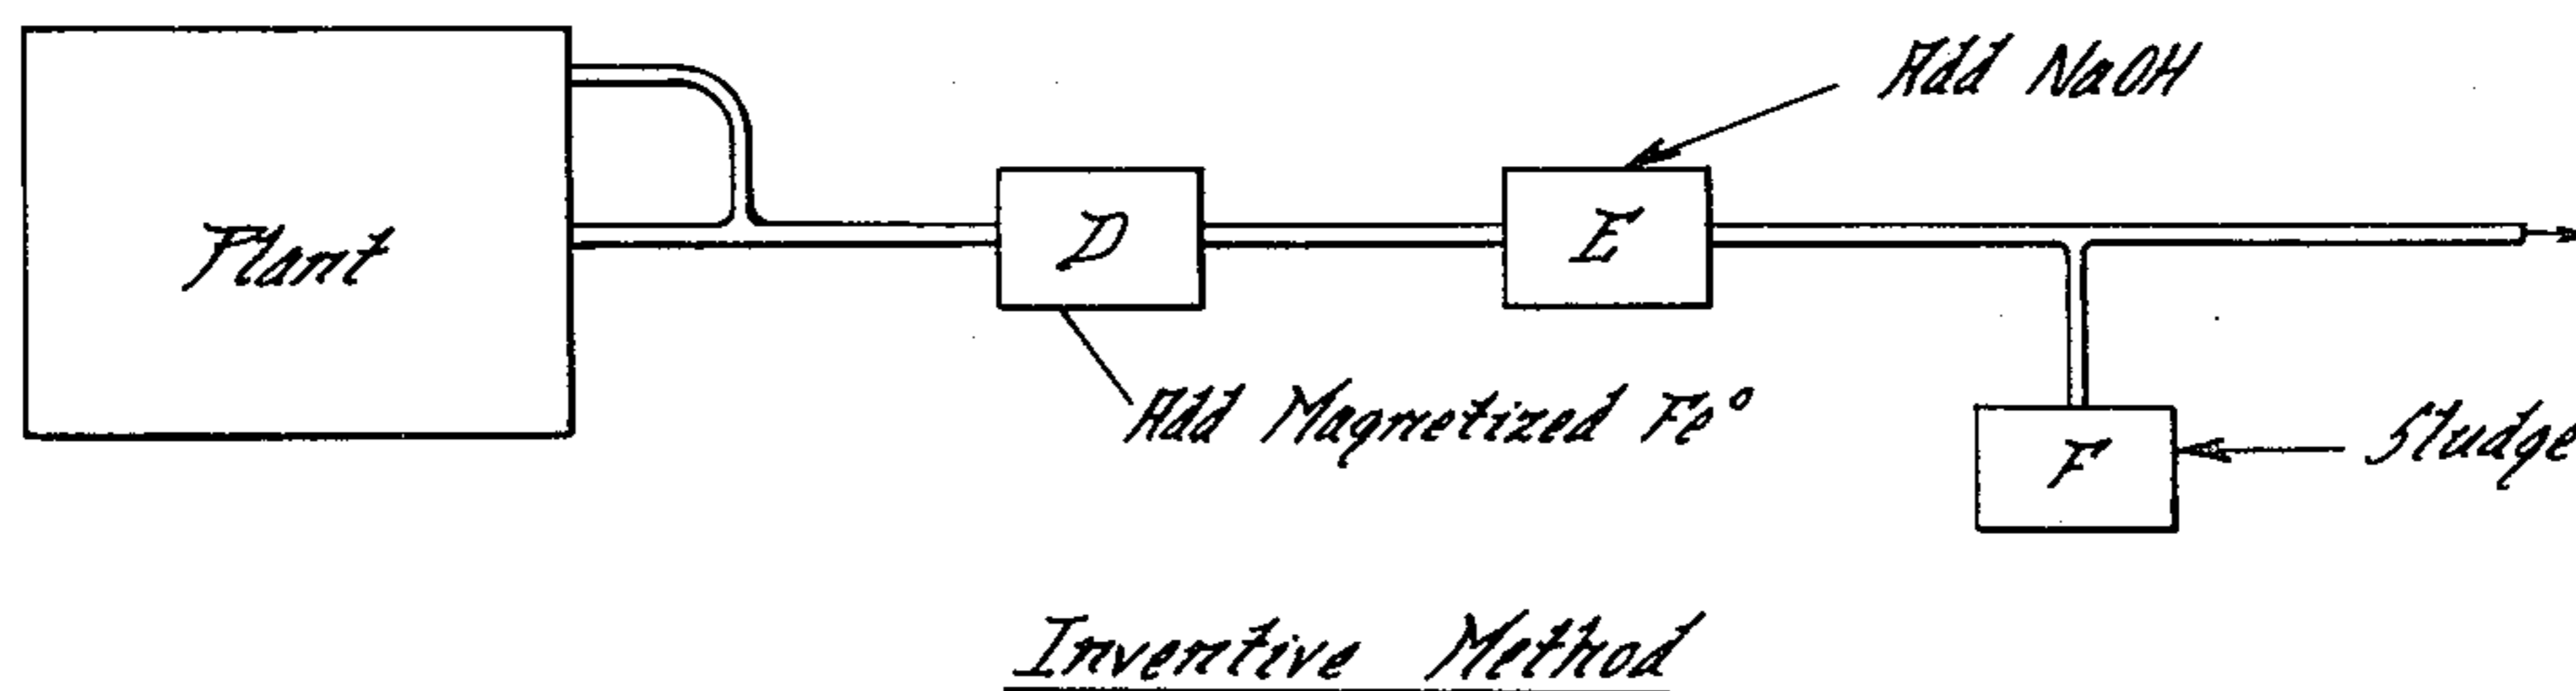 Add NaOH
Plant
D
E
Add Magnetized Fe°
F
Sludge
Inventive Method